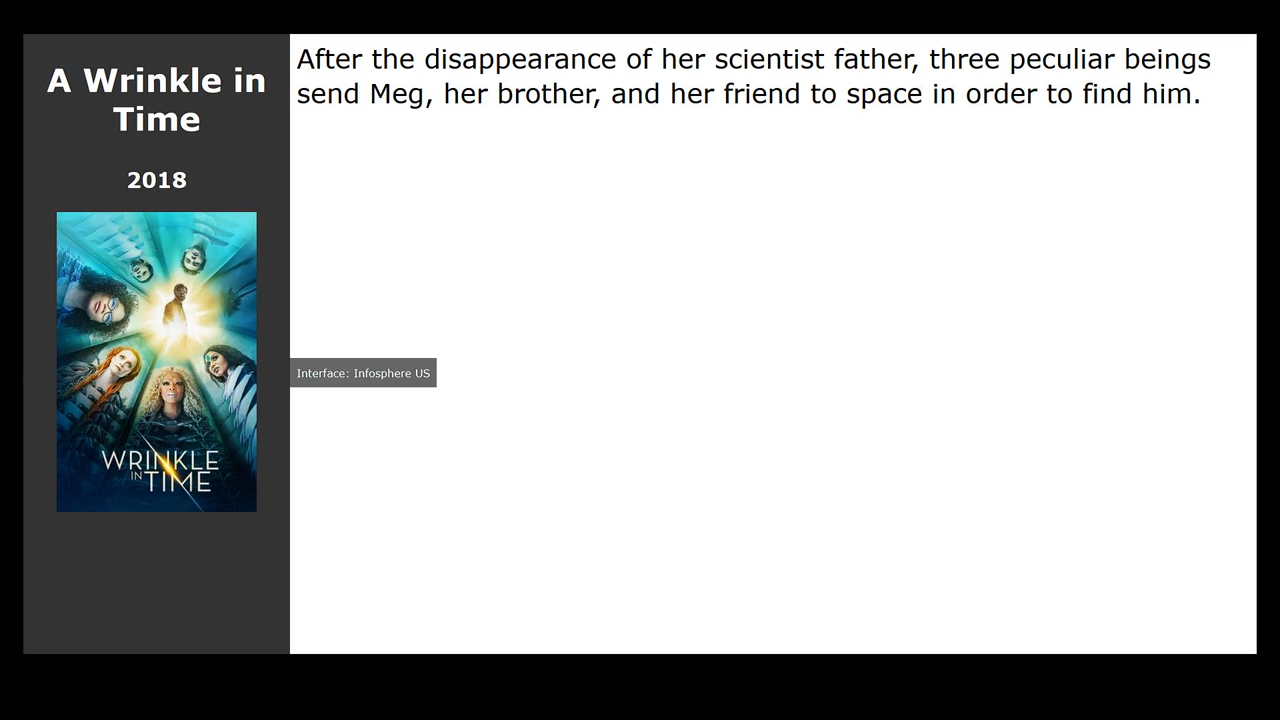 A Wrinkle in
Time
2018
WRINKLE
IN TIME
After the disappearance of her scientist father, three peculiar beings
send Meg, her brother, and her friend to space in order to find him.
Interface: Infosphere US